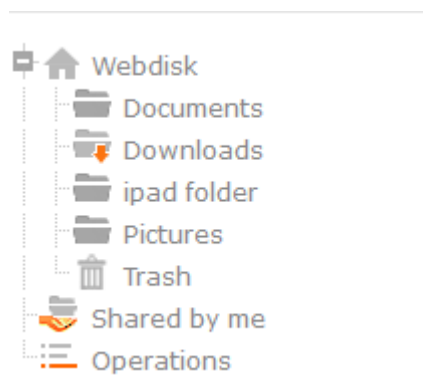 Webdisk
Documents
Downloads
ipad folder
Pictures
Trash
Shared by me
Operations